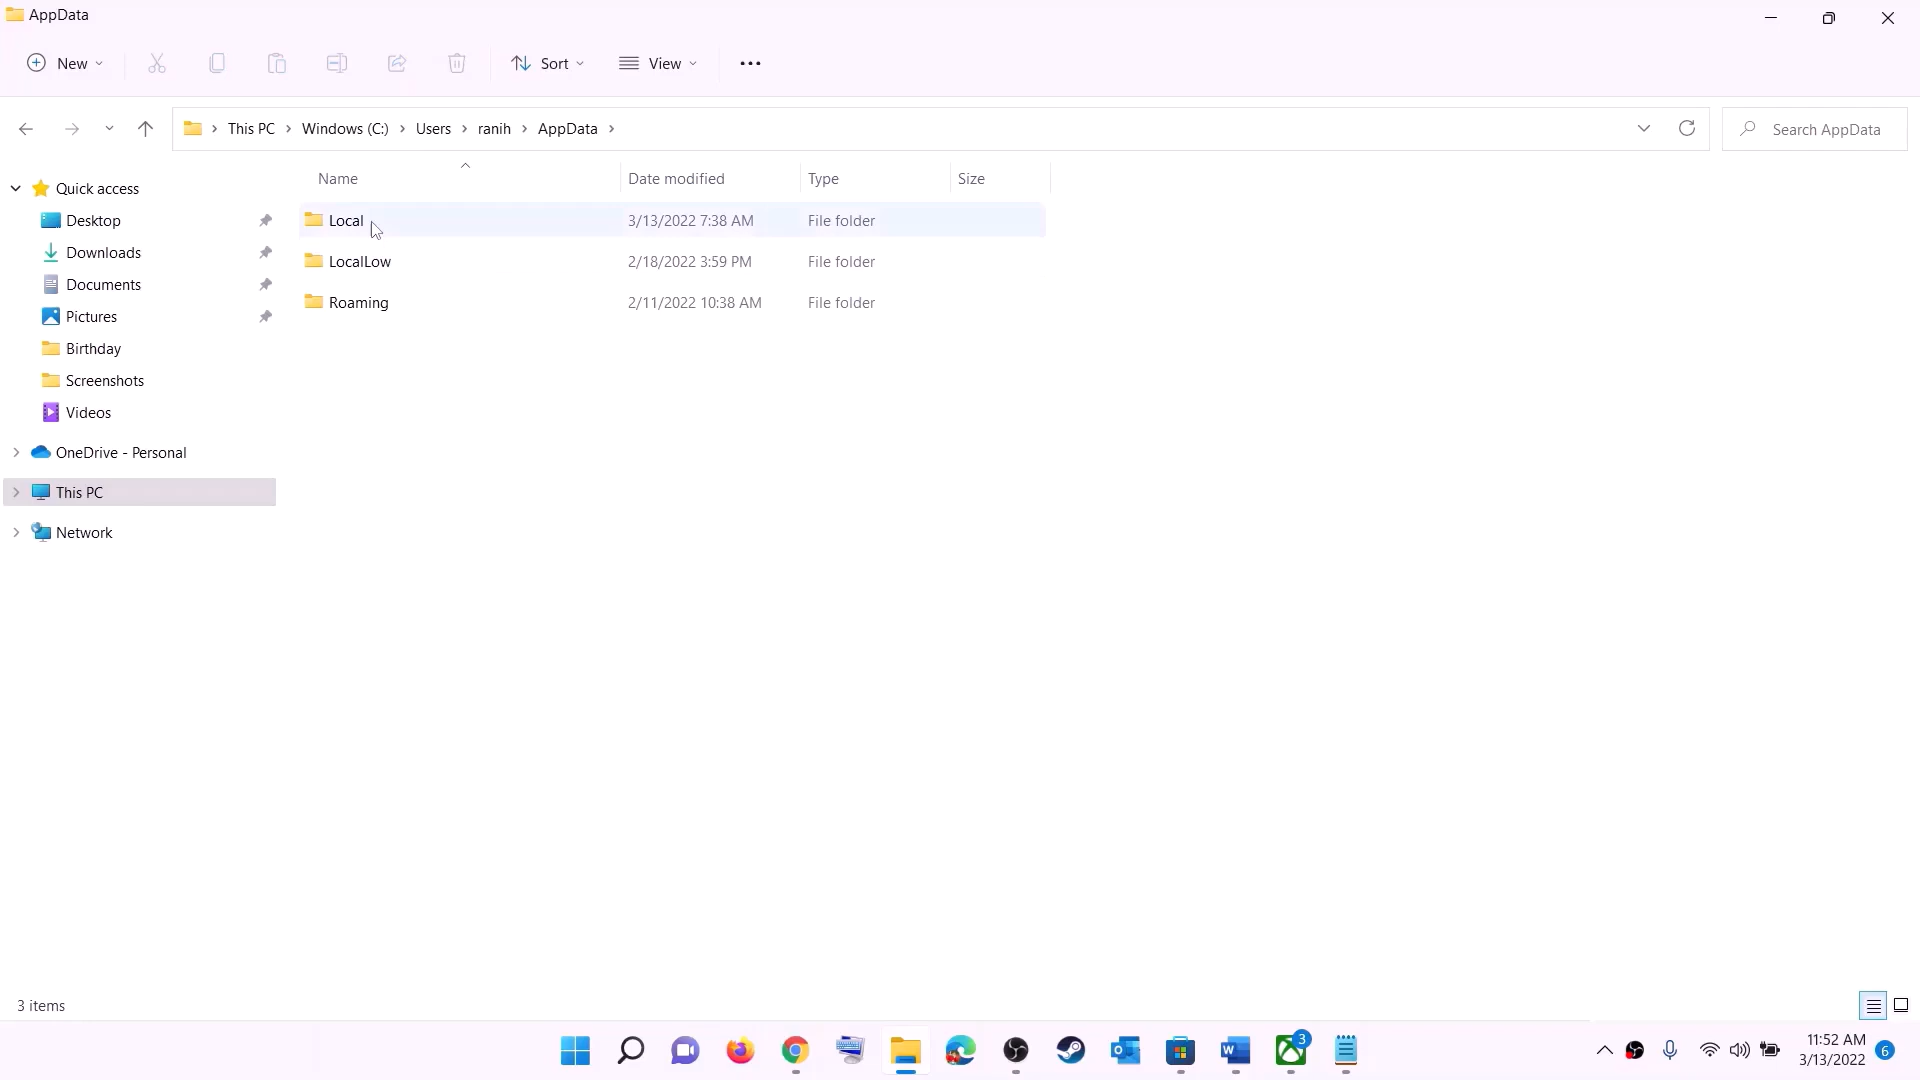 AppData
New
Sort
View
This PC
Windows (C:)
Users
ranih
AppData
Search AppData
Name
Date modified
Type
Size
Quick access
Desktop
Downloads
Documents
Pictures
Birthday
Screenshots
Videos
OneDrive - Personal
This PC
Network
Local 3/13/2022 7:38 AM File folder
LocalLow 2/18/2022 3:59 PM File folder
Roaming 2/11/2022 10:38 AM File folder
3 items
3
11:52 AM
3/13/2022
6